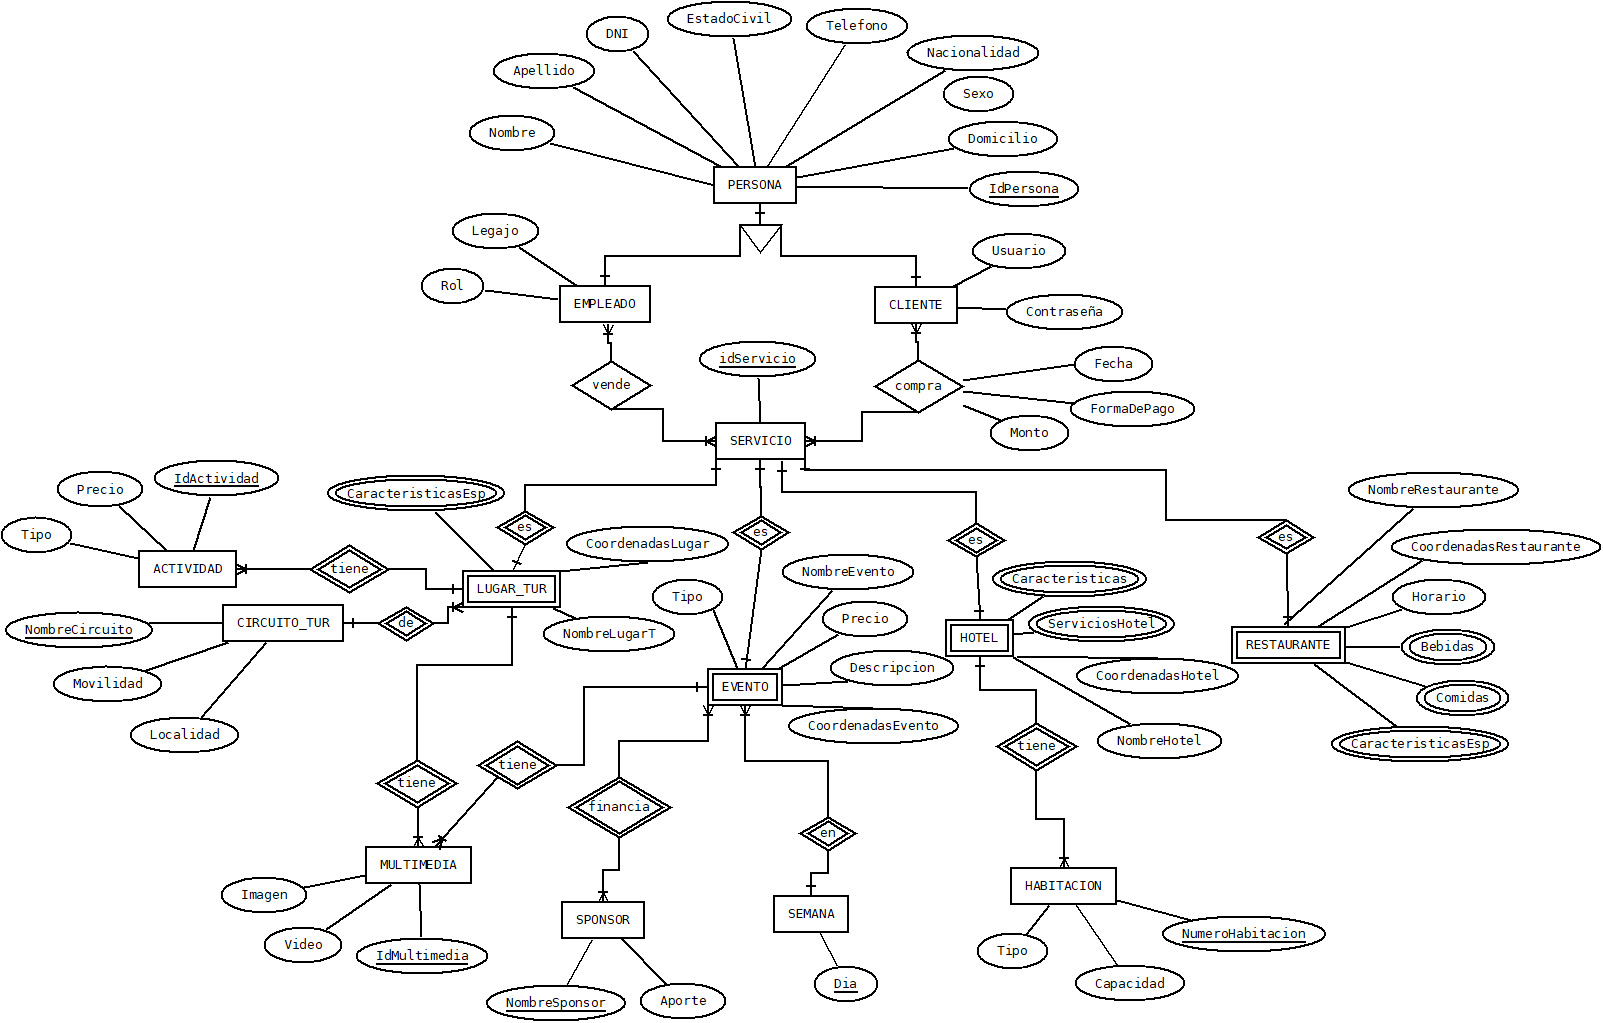 EstadoCivil
Telefono
DNI
Nacionalidad
Apellido
Sexo
Nombre
Domicilio
PERSONA
IdPersona
Legajo
Usuario
Rol
EMPLEADO
CLIENTE
Contraseña
idServicio
Fecha
vende
compra
FormaDePago
Monto
SERVICIO
IdActividad
Precio
CaracteristicasEsp
NombreRestaurante
Tipo
es
es
es
es
CoordenadasLugar
CoordenadasRestaurante
ACTIVIDAD
tiene
LUGAR_TUR
NombreEvento
Caracteristicas
Tipo
Horario
NombreCircuito
CIRCUITO_TUR
de
NombreLugarT
Precio
ServiciosHotel
HOTEL
RESTAURANTE
Bebidas
Descripcion
CoordenadasHotel
Movilidad
EVENTO
Comidas
CoordenadasEvento
Localidad
NombreHotel
CaracteristicasEsp
tiene
tiene
tiene
financia
en
MULTIMEDIA
HABITACION
Imagen
SPONSOR
SEMANA
NumeroHabitacion
Video
IdMultimedia
Tipo
Dia
Capacidad
NombreSponsor
Aporte